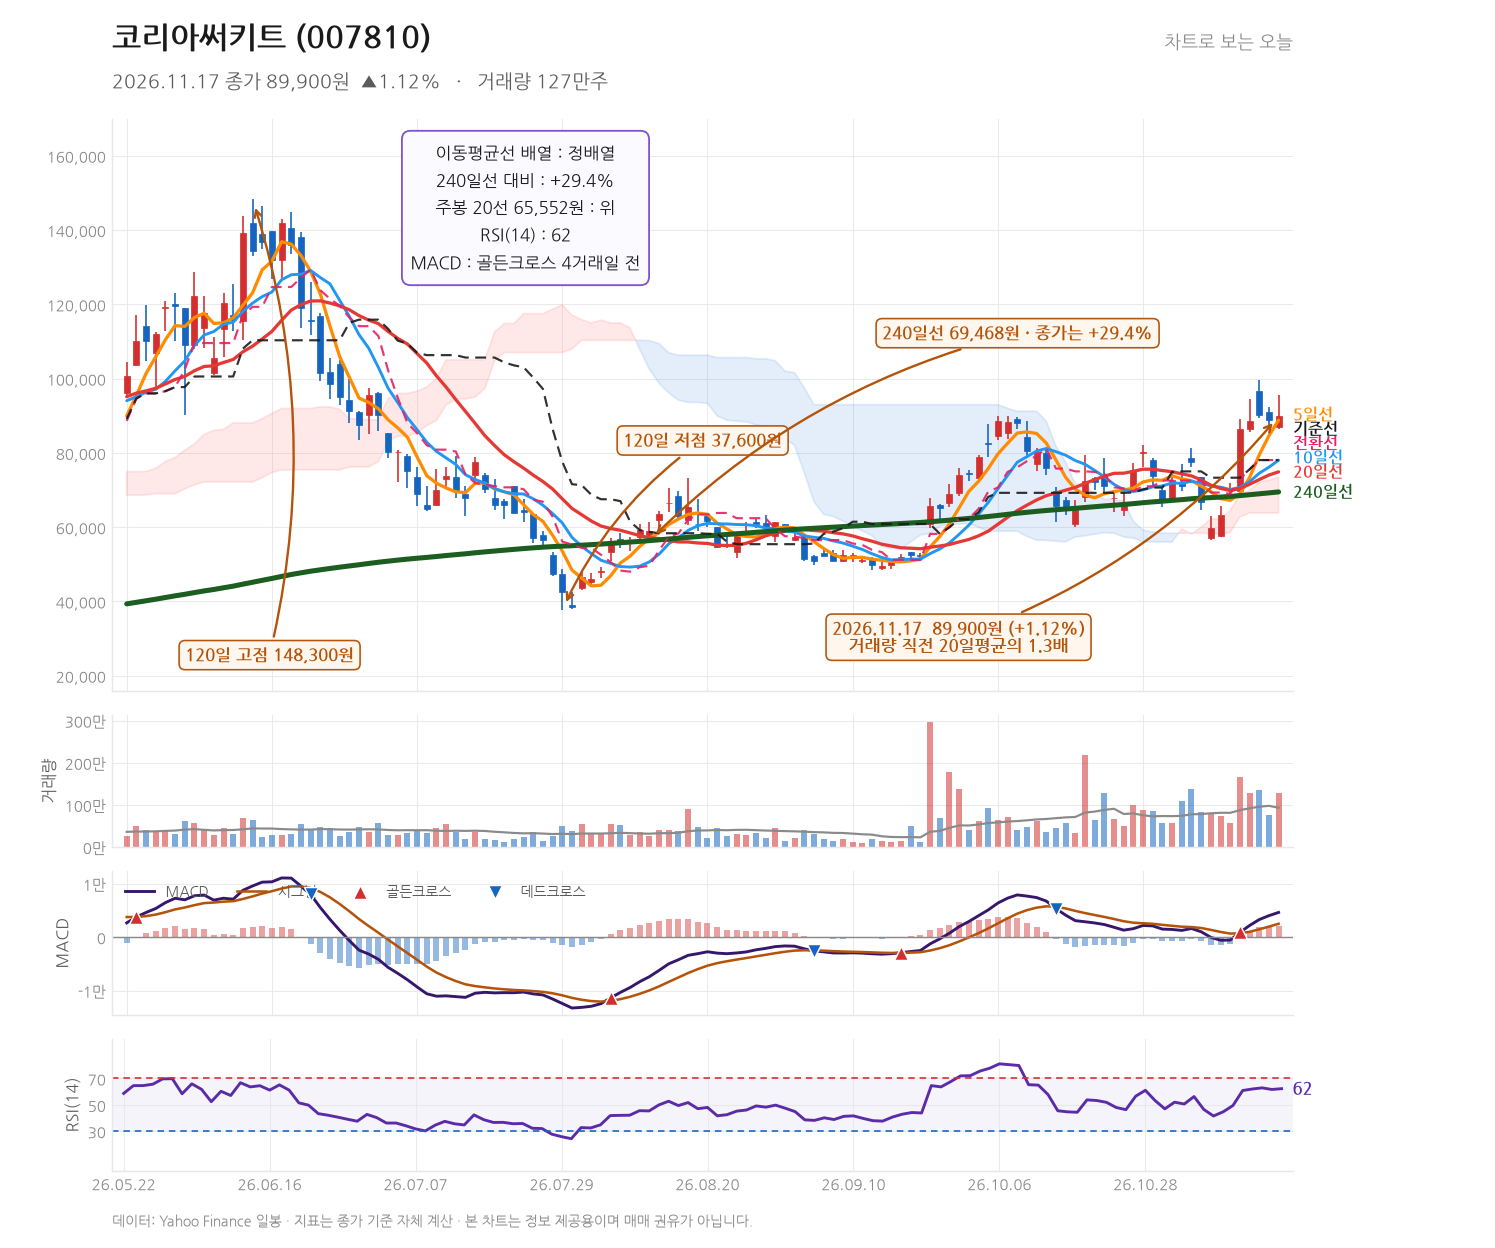 코리아써키트 (007810)
차트로 보는 오늘
2026.11.17 종가 89,900원 ▲1.12% · 거래량 127만주
이동평균선 배열 : 정배열
240일선 대비 : +29.4%
주봉 20선 65,552원 : 위
RSI(14) : 62
MACD : 골든크로스 4거래일 전
160,000
140,000
120,000
100,000
80,000
60,000
40,000
20,000
240일선 69,468원 · 종가는 +29.4%
120일 저점 37,600원
2026.11.17 89,900원 (+1.12%)
거래량 직전 20일평균의 1.3배
120일 고점 148,300원
5일선
기준선
전환선
10일선
20일선
240일선
거래량
300만
200만
100만
0만
MACD
1만
0
-1만
MACD
골든크로스
데드크로스
RSI(14)
70
50
30
62
26.05.22
26.06.16
26.07.07
26.07.29
26.08.20
26.09.10
26.10.06
26.10.28
데이터: Yahoo Finance 일봉 · 지표는 종가 기준 자체 계산 · 본 차트는 정보 제공용이며 매매 권유가 아닙니다.